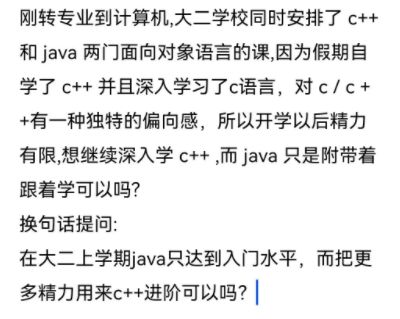 刚转专业到计算机,大二学校同时安排了 c++
和 java 两门面向对象语言的课,因为假期自
学了 c++ 并且深入学习了c语言，对 c / c +
+有一种独特的偏向感，所以开学以后精力
有限,想继续深入学 c++ ,而 java 只是附带着
跟着学可以吗?
换句话提问:
在大二上学期java只达到入门水平，而把更
多精力用来c++进阶可以吗?